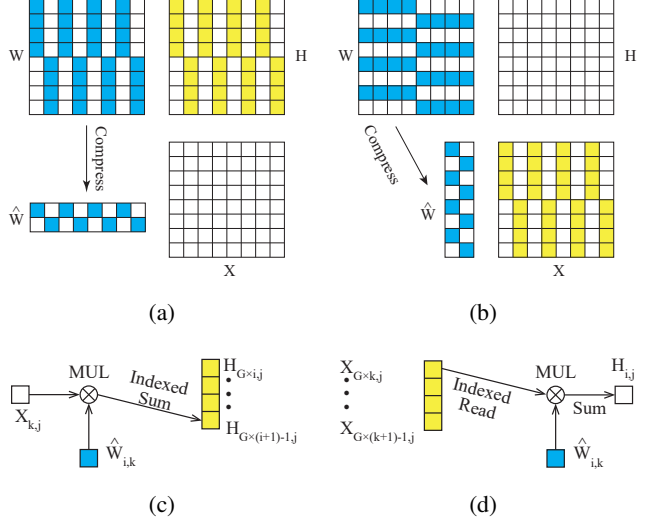 W
H
Compress
Ŵ
X
(a)
W
H
Compress
Ŵ
X
(b)
X_{k,j}
MUL
Ŵ_{i,k}
Indexed
Sum
H_{G×i,j}
H_{G×(i+1)-1,j}
(c)
X_{G×k,j}
X_{G×(k+1)-1,j}
Indexed
Read
MUL
Ŵ_{i,k}
Sum
H_{i,j}
(d)